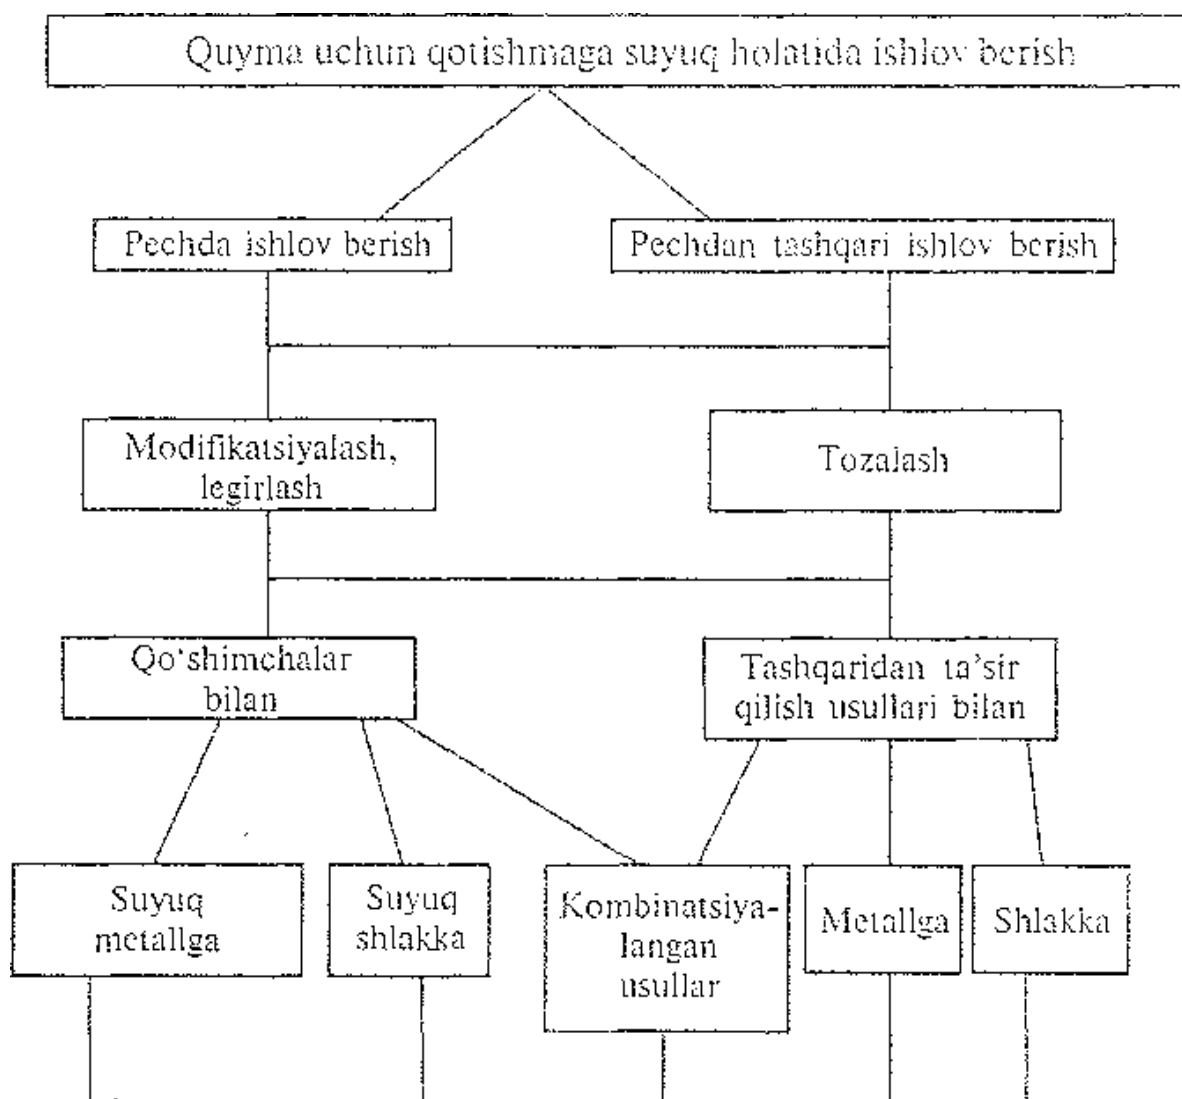 Quyma uchun qotishmaga suyuq holatida ishlov berish
Pechda ishlov berish
Pechdan tashqari ishlov berish
Modifikatsiyalash,
legirlash
Tozalash
Qo‘shimchalar
bilan
Tashqaridan ta’sir
qilish usullari bilan
Suyuq
metallga
Suyuq
shlakka
Kombinatsiya-
langan
usullar
Metallga
Shlakka